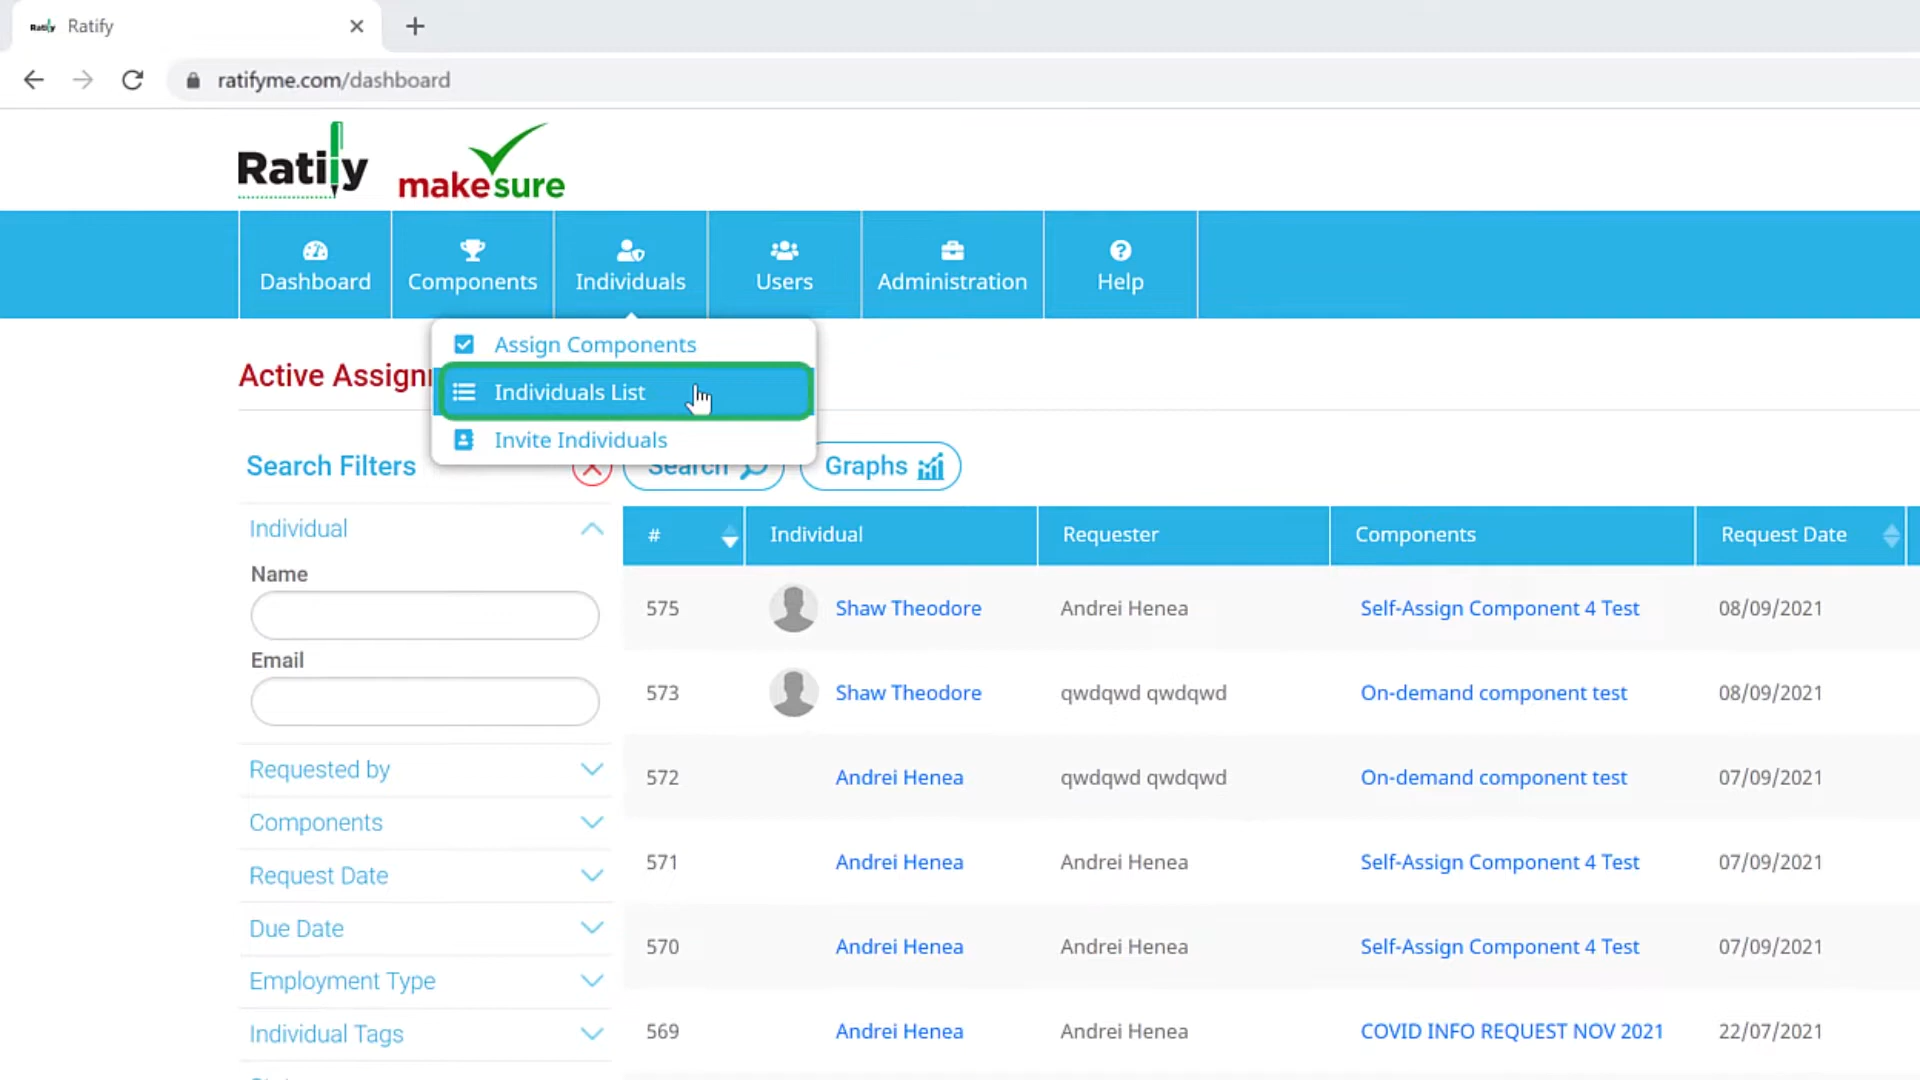 Ratify
ratifyme.com/dashboard
Ratify makesure
Dashboard Components Individuals Users Administration Help
Assign Components
Individuals List
Invite Individuals
Active Assign
Search Filters Search Graphs
Individual
Name
Email
Requested by
Components
Request Date
Due Date
Employment Type
Individual Tags
# Individual Requester Components Request Date
575 Shaw Theodore Andrei Henea Self-Assign Component 4 Test 08/09/2021
573 Shaw Theodore qwdqwd qwdqwd On-demand component test 08/09/2021
572 Andrei Henea qwdqwd qwdqwd On-demand component test 07/09/2021
571 Andrei Henea Andrei Henea Self-Assign Component 4 Test 07/09/2021
570 Andrei Henea Andrei Henea Self-Assign Component 4 Test 07/09/2021
569 Andrei Henea Andrei Henea COVID INFO REQUEST NOV 2021 22/07/2021